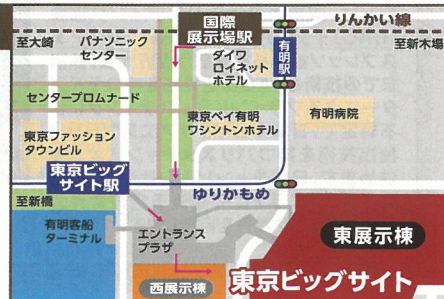 国際
展示場駅
りんかい線
至大崎
パナソニック
センター
ダイワ
ロイネット
ホテル
有明駅
至新木場
センタープロムナード
東京ベイ有明
ワシントンホテル
有明病院
東京ファッション
タウンビル
東京ビッグ
サイト駅
ゆりかもめ
至新橋
有明客船
ターミナル
エントランス
プラザ
東展示棟
西展示棟
東京ビッグサイト